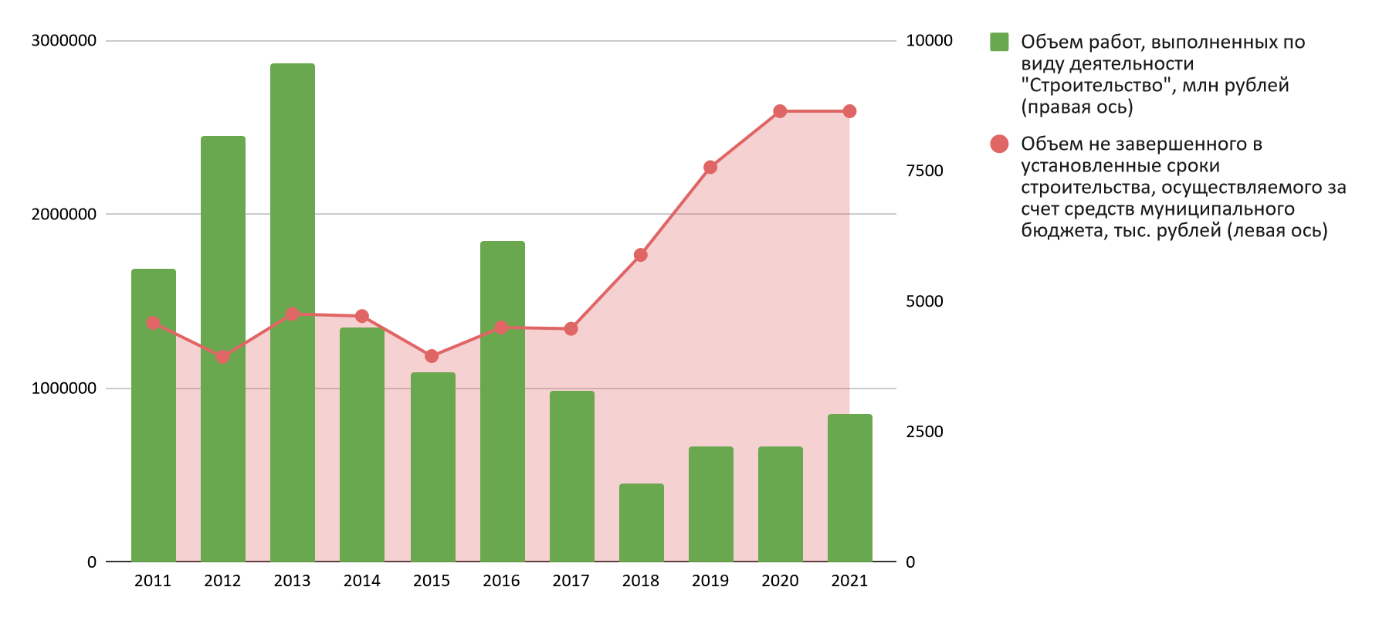 3000000
2000000
1000000
0
10000
7500
5000
2500
0
2011 2012 2013 2014 2015 2016 2017 2018 2019 2020 2021
Объем работ, выполненных по
виду деятельности
"Строительство", млн рублей
(правая ось)
Объем не завершенного в
установленные сроки
строительства, осуществляемого за
счет средств муниципального
бюджета, тыс. рублей (левая ось)